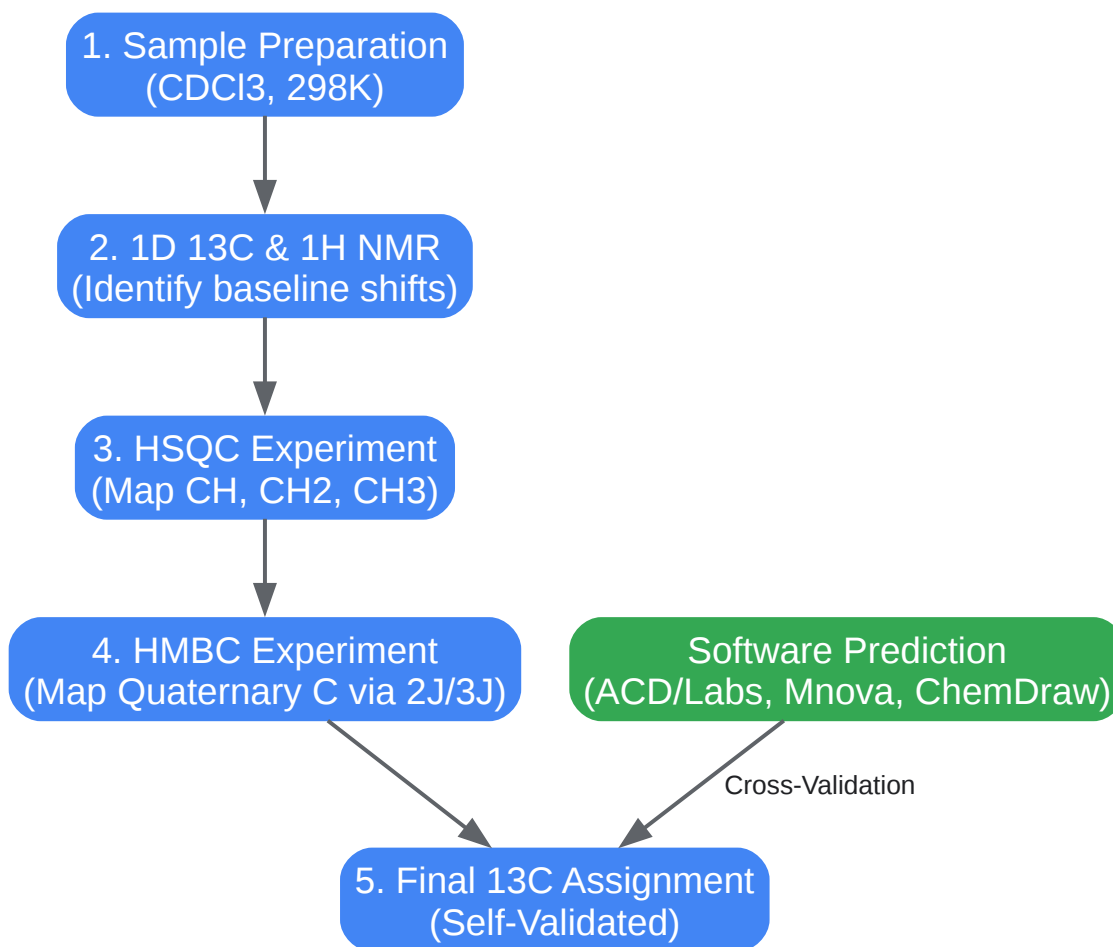 1. Sample Preparation
(CDCl3, 298K)
2. 1D 13C & 1H NMR
(Identify baseline shifts)
3. HSQC Experiment
(Map CH, CH2, CH3)
4. HMBC Experiment
(Map Quaternary C via 2J/3J)
Software Prediction
(ACD/Labs, Mnova, ChemDraw)
Cross-Validation
5. Final 13C Assignment
(Self-Validated)